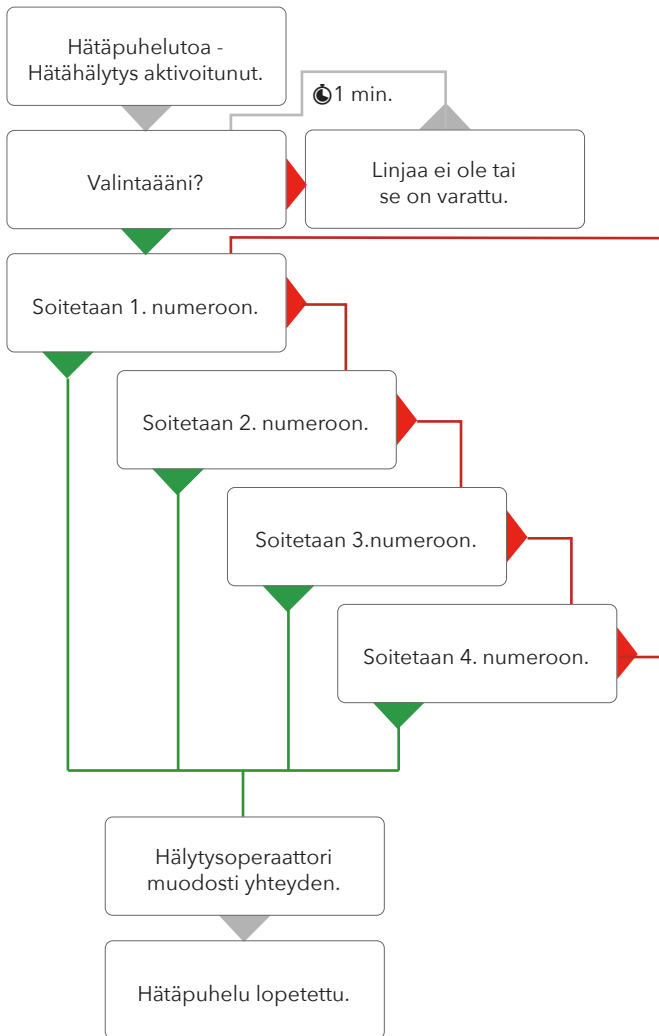 Hätäpuhelutoa -
Hätähälytys aktivoitunut.
1 min.
Valintaääni?
Linjaa ei ole tai
se on varattu.
Soitetaan 1. numeroon.
Soitetaan 2. numeroon.
Soitetaan 3.numeroon.
Soitetaan 4. numeroon.
Hälytysoperaattori
muodosti yhteyden.
Hätäpuhelu lopetettu.